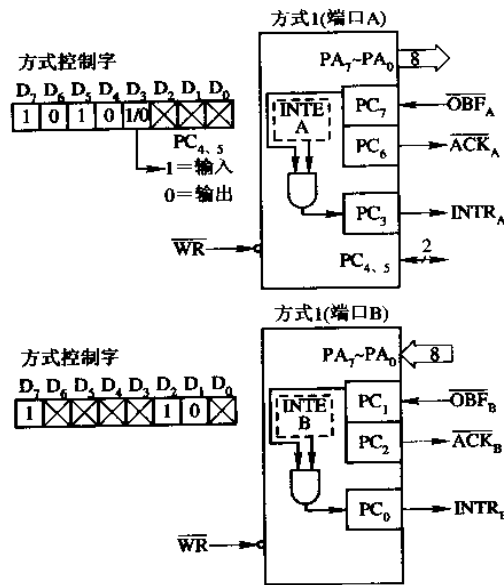 方式1(端口A)
方式控制字
D7 D6 D5 D4 D3 D2 D1 D0
1 0 1 0 1/0
PC4、5
1=输入
0=输出
PA7~PA0
8
INTE
A
PC7
OBFA
PC6
ACKA
PC3
INTRA
WR
PC4、5
2
方式1(端口B)
方式控制字
D7 D6 D5 D4 D3 D2 D1 D0
1 1 0
PA7~PA0
8
INTE
B
PC1
OBFB
PC2
ACKB
PC0
INTRB
WR